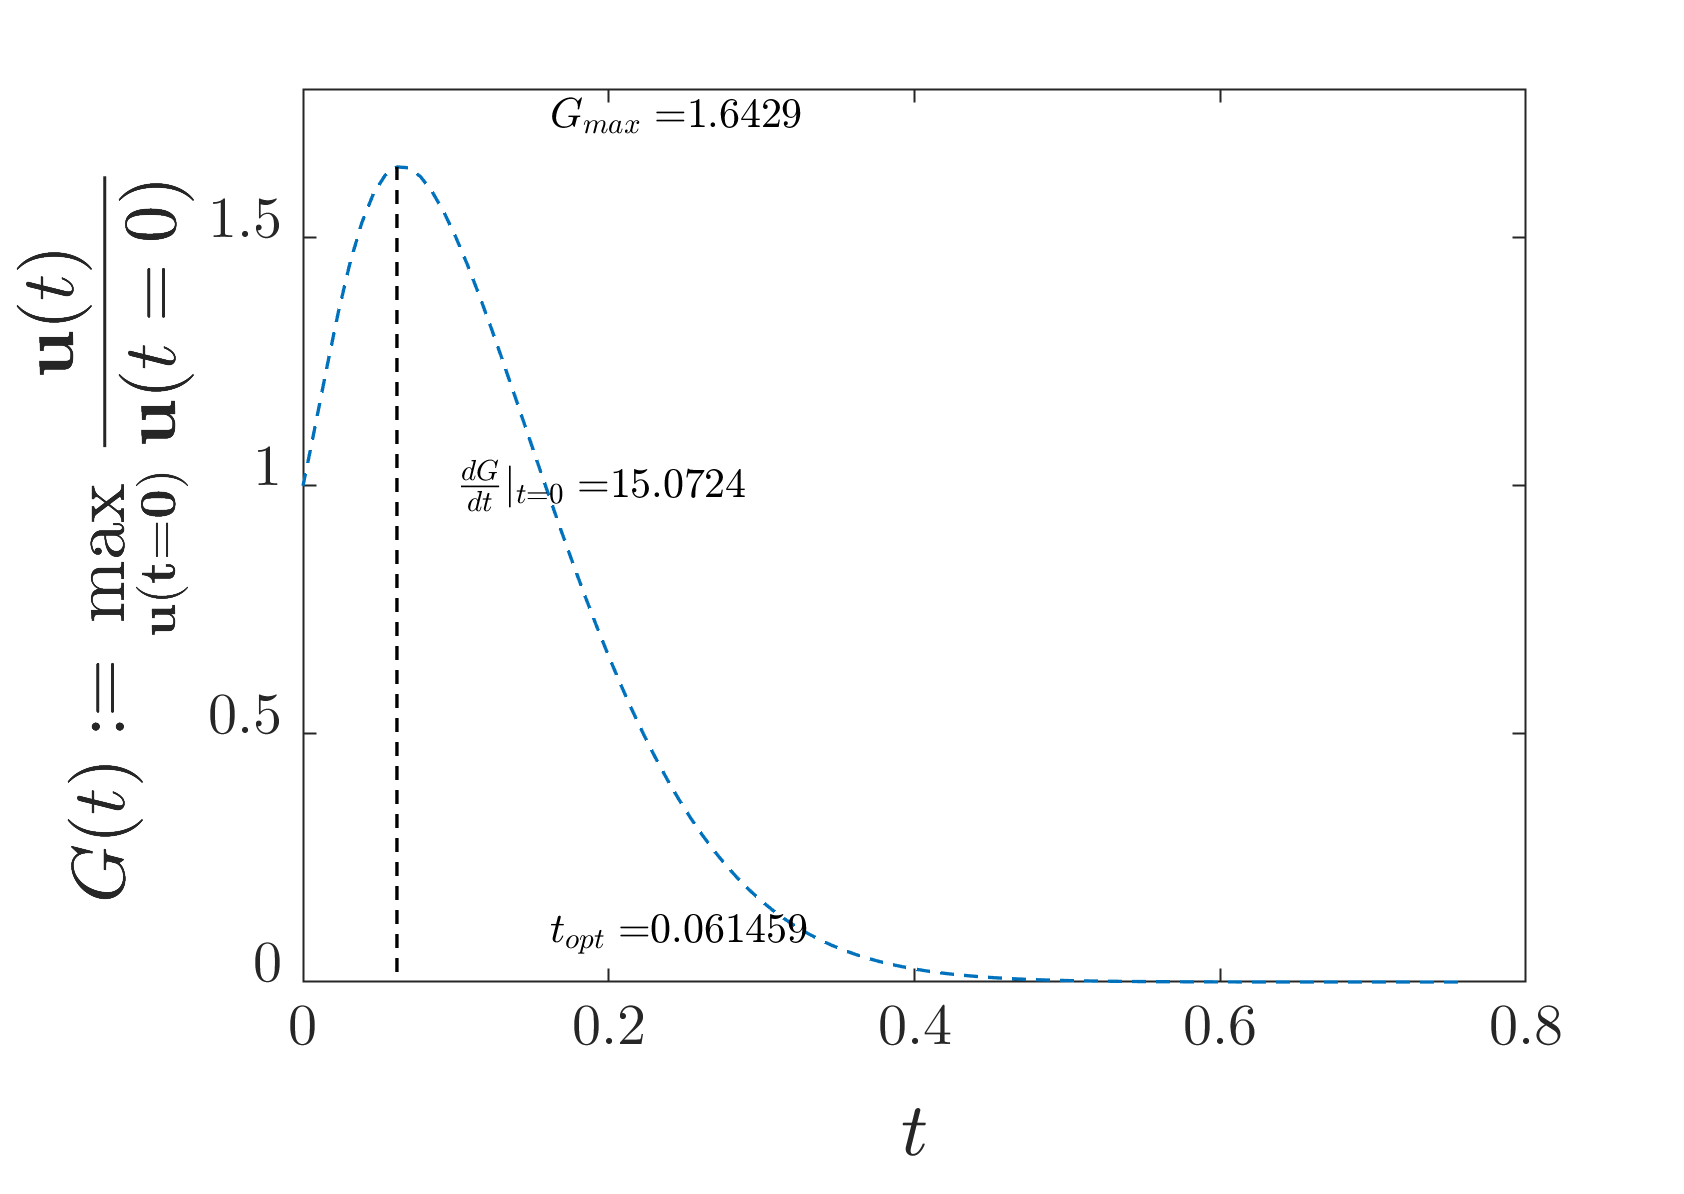 G(t) := max_{u(t=0)} u(t) / u(t = 0)
1.5
1
0.5
0
G_{max} =1.6429
dG/dt|_{t=0} =15.0724
t_{opt} =0.061459
0 0.2 0.4 0.6 0.8
t